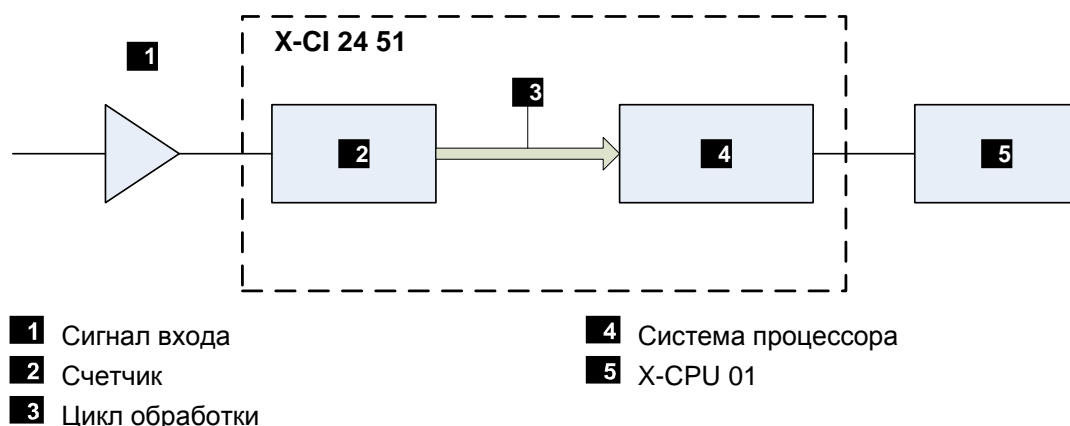 X-CI 24 51
1
3
2
4
5
1 Сигнал входа
2 Счетчик
3 Цикл обработки
4 Система процессора
5 X-CPU 01